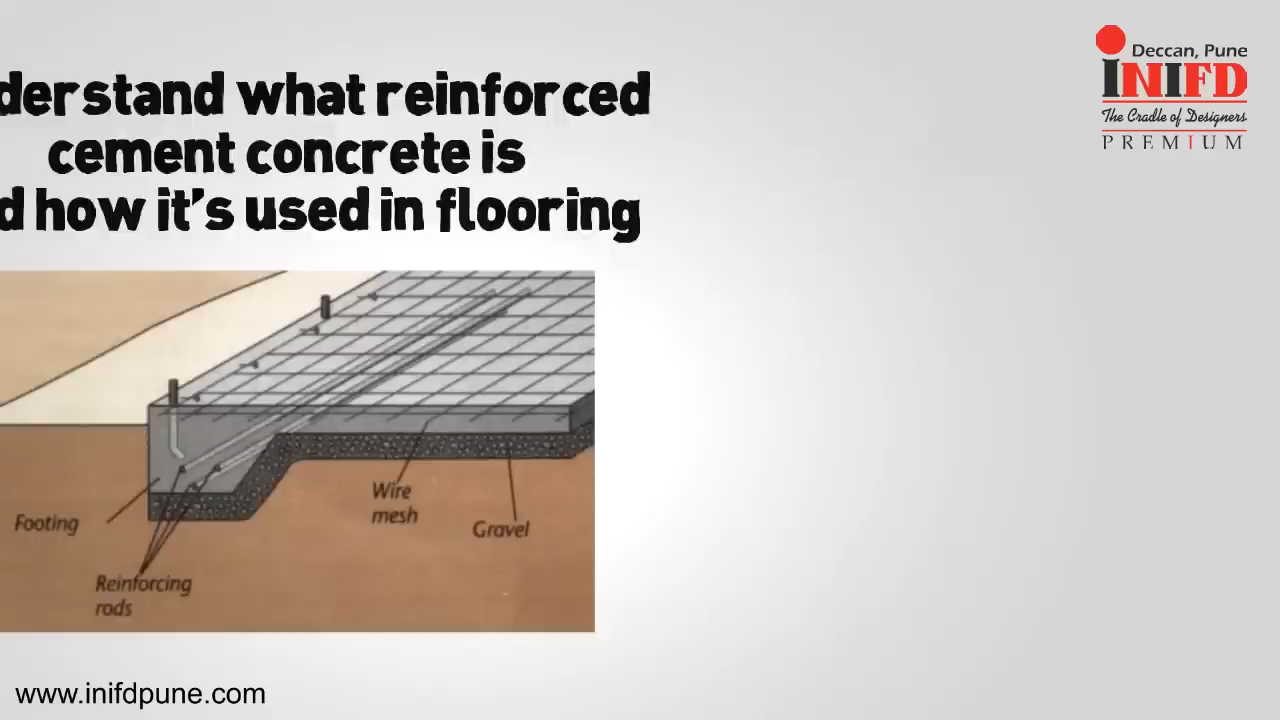 derstand what reinforced
cement concrete is
d how it's used in flooring
Deccan, Pune
INIFD
The Cradle of Designers
PREMIUM
Wire
mesh
Footing
Gravel
Reinforcing
rods
www.inifdpune.com